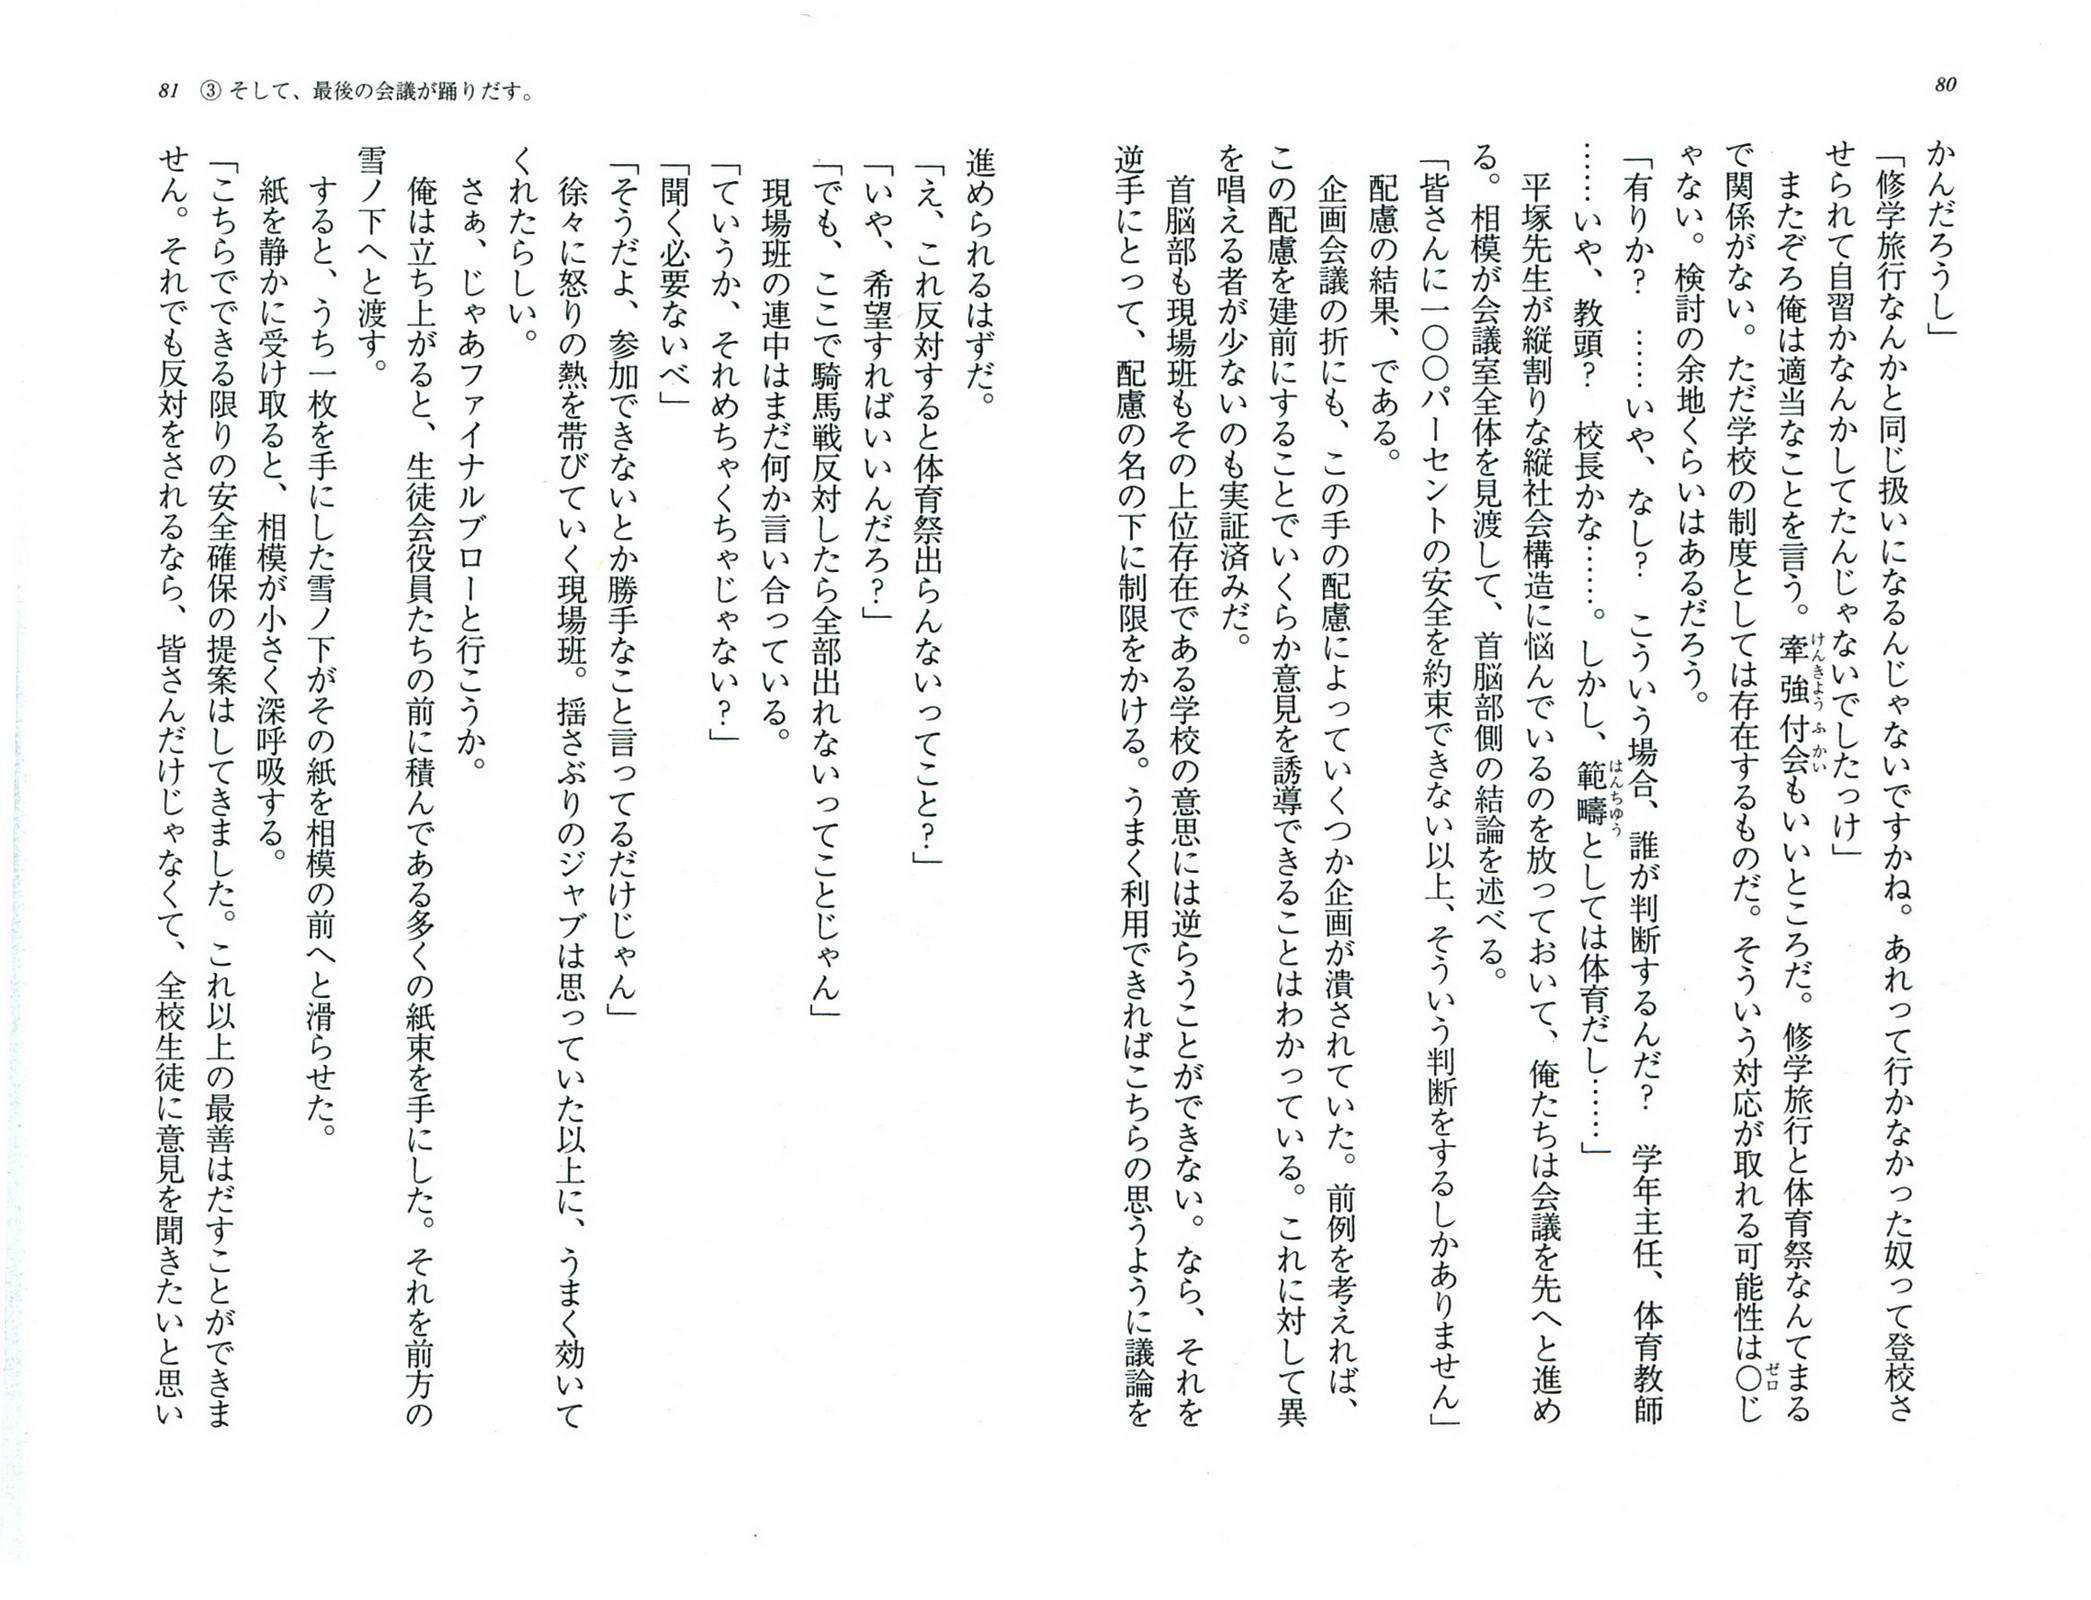 80
かんだろうし」
「修学旅行なんかと同じ扱いになるんじゃないですかね。あれって行かなかった奴って登校さ
せられて自習かなんかしてたんじゃないでしたっけ」
またぞろ俺は適当なことを言う。牽強付会もいいところだ。修学旅行と体育祭なんてまる
で関係がない。ただ学校の制度としては存在するものだ。そういう対応が取れる可能性は〇じ
ゃない。検討の余地くらいはあるだろう。
「有りか？　……いや、なし？　こういう場合、誰が判断するんだ？　学年主任、体育教師
……いや、教頭？　校長かな……。しかし、範疇としては体育だし……」
平塚先生が縦割りな縦社会構造に悩んでいるのを放っておいて、俺たちは会議を先へと進め
る。相模が会議室全体を見渡して、首脳部側の結論を述べる。
「皆さんに一〇〇パーセントの安全を約束できない以上、そういう判断をするしかありません」
配慮の結果、である。
企画会議の折にも、この手の配慮によっていくつか企画が潰されていた。前例を考えれば、
この配慮を建前にすることでいくらか意見を誘導できることはわかっている。これに対して異
を唱える者が少ないのも実証済みだ。
首脳部も現場班もその上位存在である学校の意思には逆らうことができない。なら、それを
逆手にとって、配慮の名の下に制限をかける。うまく利用できればこちらの思うように議論を
81　③ そして、最後の会議が踊りだす。
進められるはずだ。
「え、これ反対すると体育祭出らんないってこと？」
「いや、希望すればいいんだろ？」
「でも、ここで騎馬戦反対したら全部出れないってことじゃん」
現場班の連中はまだ何か言い合っている。
「ていうか、それめちゃくちゃじゃない？」
「聞く必要ないべ」
「そうだよ、参加できないとか勝手なこと言ってるだけじゃん」
徐々に怒りの熱を帯びていく現場班。揺さぶりのジャブは思っていた以上に、うまく効いて
くれたらしい。
さぁ、じゃあファイナルブローと行こうか。
俺は立ち上がると、生徒会役員たちの前に積んである多くの紙束を手にした。それを前方の
雪ノ下へと渡す。
すると、うち一枚を手にした雪ノ下がその紙を相模の前へと滑らせた。
紙を静かに受け取ると、相模が小さく深呼吸する。
「こちらでできる限りの安全確保の提案はしてきました。これ以上の最善はだすことができま
せん。それでも反対をされるなら、皆さんだけじゃなくて、全校生徒に意見を聞きたいと思い